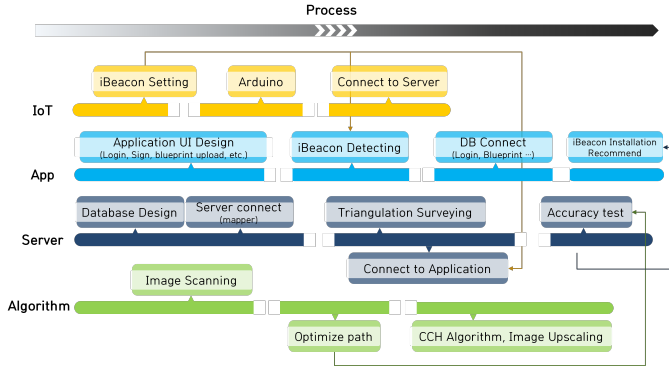 Process
iBeacon Setting
Arduino
Connect to Server
IoT
Application UI Design
(Login, Sign, blueprint upload, etc.)
iBeacon Detecting
DB Connect
(Login, Blueprint ···)
iBeacon Installation
Recommend
App
Database Design
Server connect
(mapper)
Triangulation Surveying
Accuracy test
Server
Connect to Application
Image Scanning
Algorithm
Optimize path
CCH Algorithm, Image Upscaling